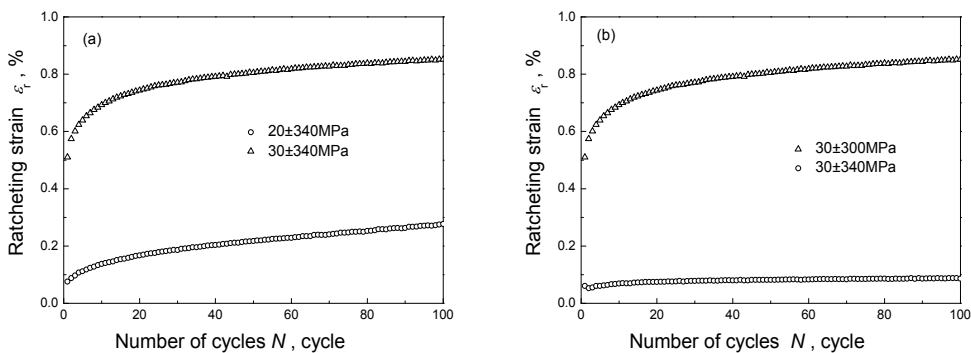 (a)
1.0
0.8
0.6
0.4
0.2
0.0
Ratcheting strain εr , %
20±340MPa
30±340MPa
0 20 40 60 80 100
Number of cycles N , cycle
(b)
1.0
0.8
0.6
0.4
0.2
0.0
Ratcheting strain εr , %
30±300MPa
30±340MPa
0 20 40 60 80 100
Number of cycles N , cycle